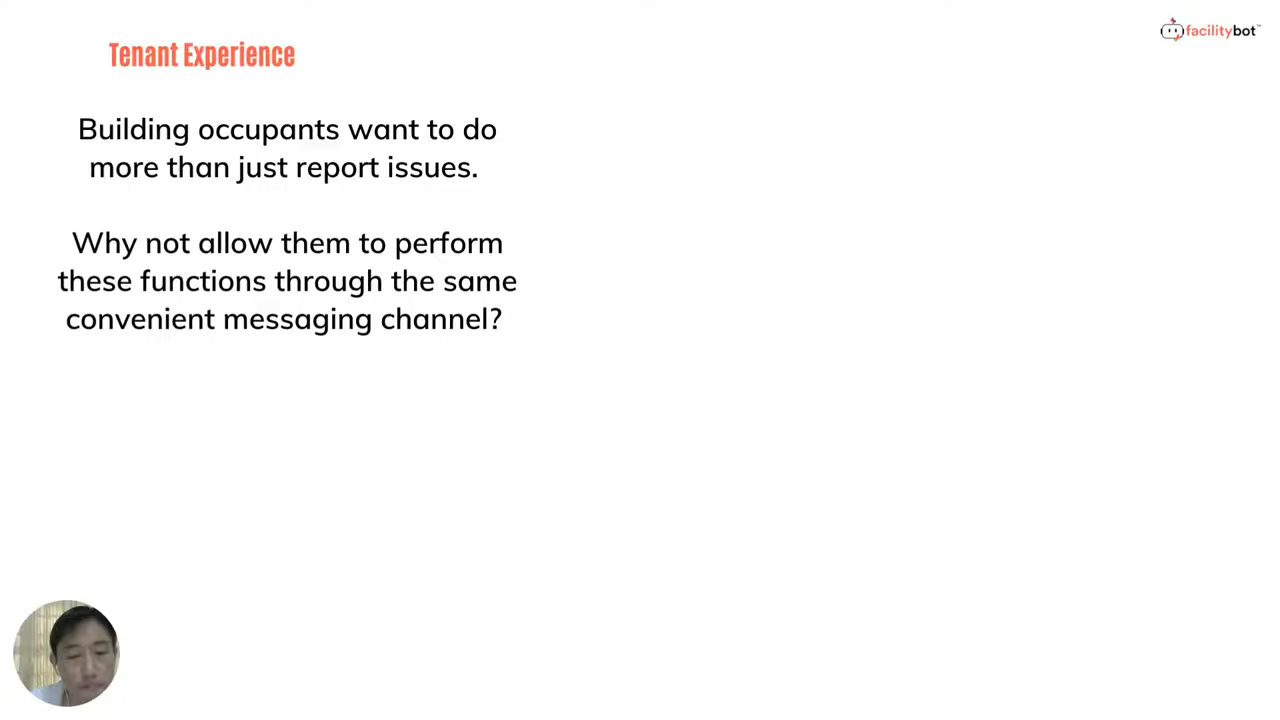 Tenant Experience
facilitybot™
Building occupants want to do
more than just report issues.
Why not allow them to perform
these functions through the same
convenient messaging channel?